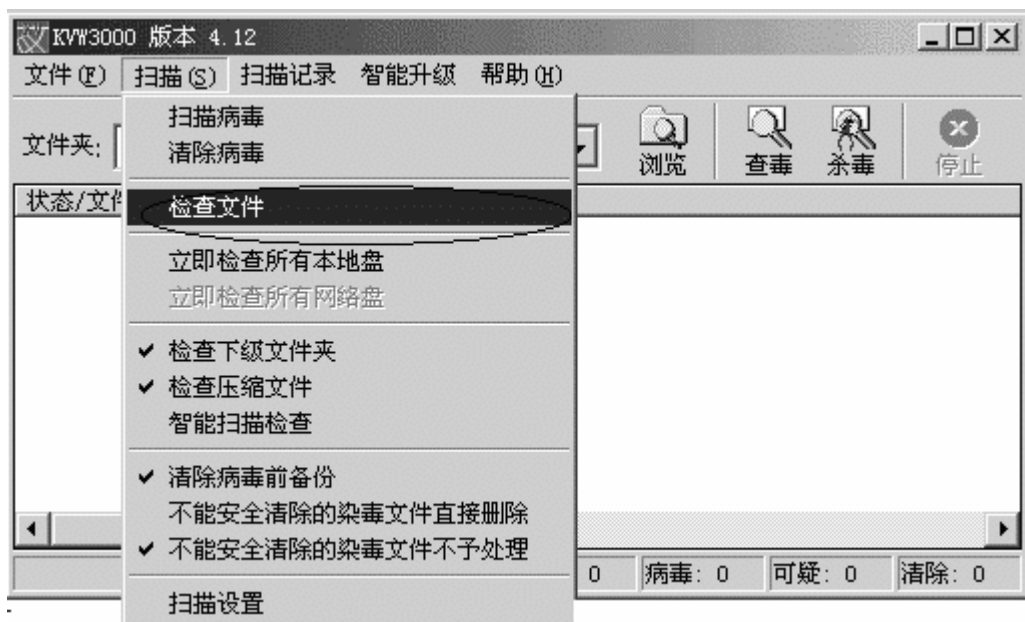 KVW3000 版本 4.12
文件(F) 扫描(S) 扫描记录 智能升级 帮助(H)
文件夹:
浏览 查毒 杀毒 停止
状态/文件
扫描病毒
清除病毒
检查文件
立即检查所有本地盘
立即检查所有网络盘
检查下级文件夹
检查压缩文件
智能扫描检查
清除病毒前备份
不能安全清除的染毒文件直接删除
不能安全清除的染毒文件不予处理
扫描设置
0 病毒: 0 可疑: 0 清除: 0